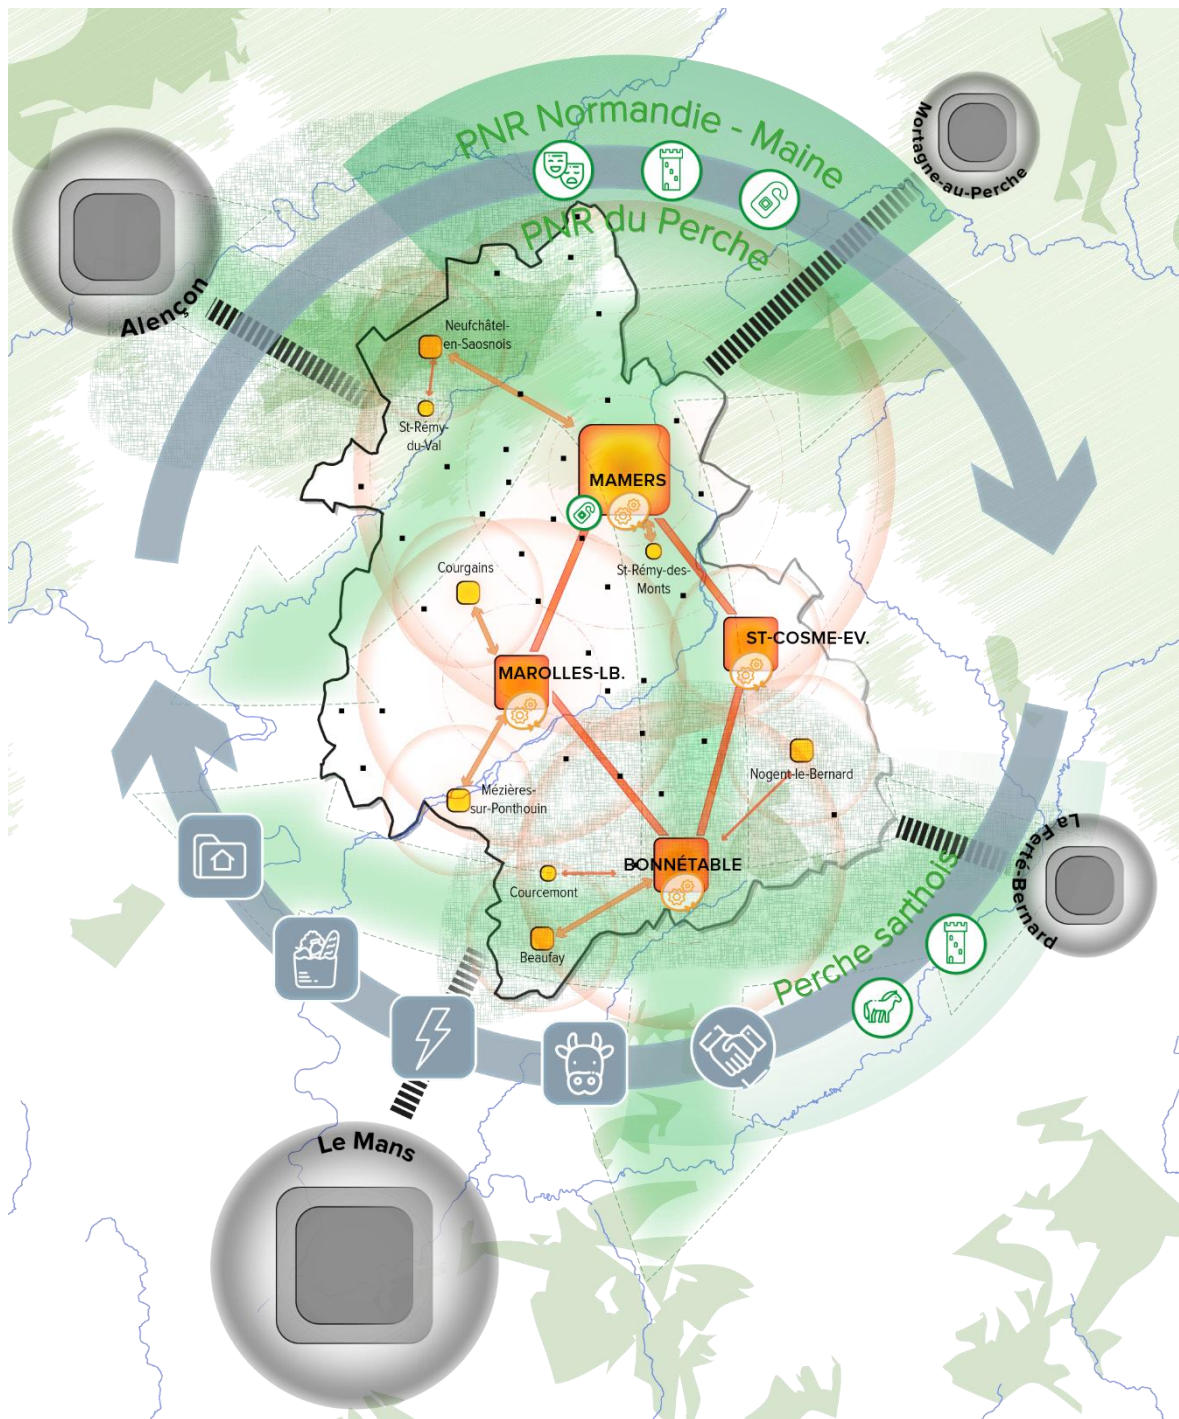 PNR Normandie - Maine
Mortagne-au-Perche
PNR du Perche
Alençon
Neufchâtel-
en-Saosnois
St-Rémy-
du-Val
MAMERS
Courgains
St-Rémy-des-
Monts
ST-COSME-EV.
MAROLLES-LB.
Nogent-le-Bernard
Mézières-
sur-Ponthouin
La Ferté-Bernard
BONNÉTABLE
Courcemont
Beaufay
Perche sarthois
Le Mans